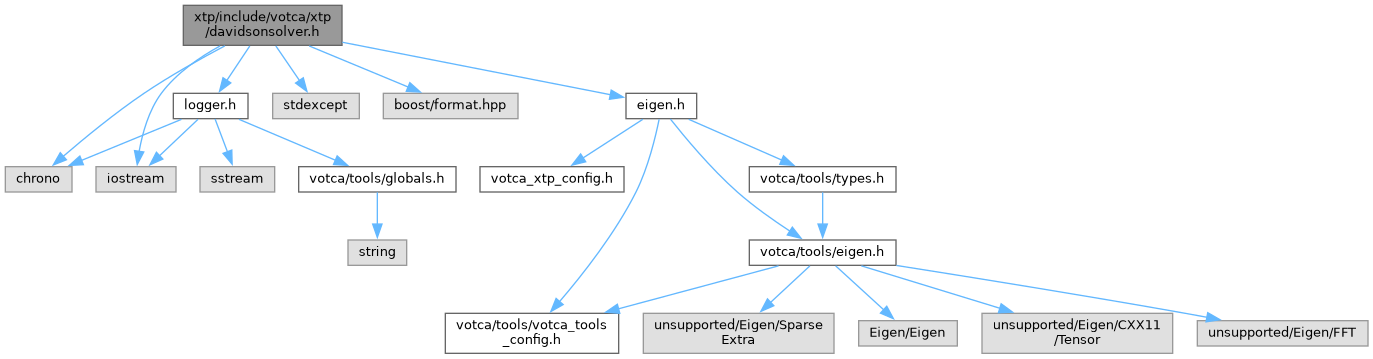 xtp/include/votca/xtp
/davidsonsolver.h
logger.h
stdexcept
boost/format.hpp
eigen.h
chrono
iostream
sstream
votca/tools/globals.h
votca_xtp_config.h
votca/tools/types.h
string
votca/tools/eigen.h
votca/tools/votca_tools
_config.h
unsupported/Eigen/Sparse
Extra
Eigen/Eigen
unsupported/Eigen/CXX11
/Tensor
unsupported/Eigen/FFT